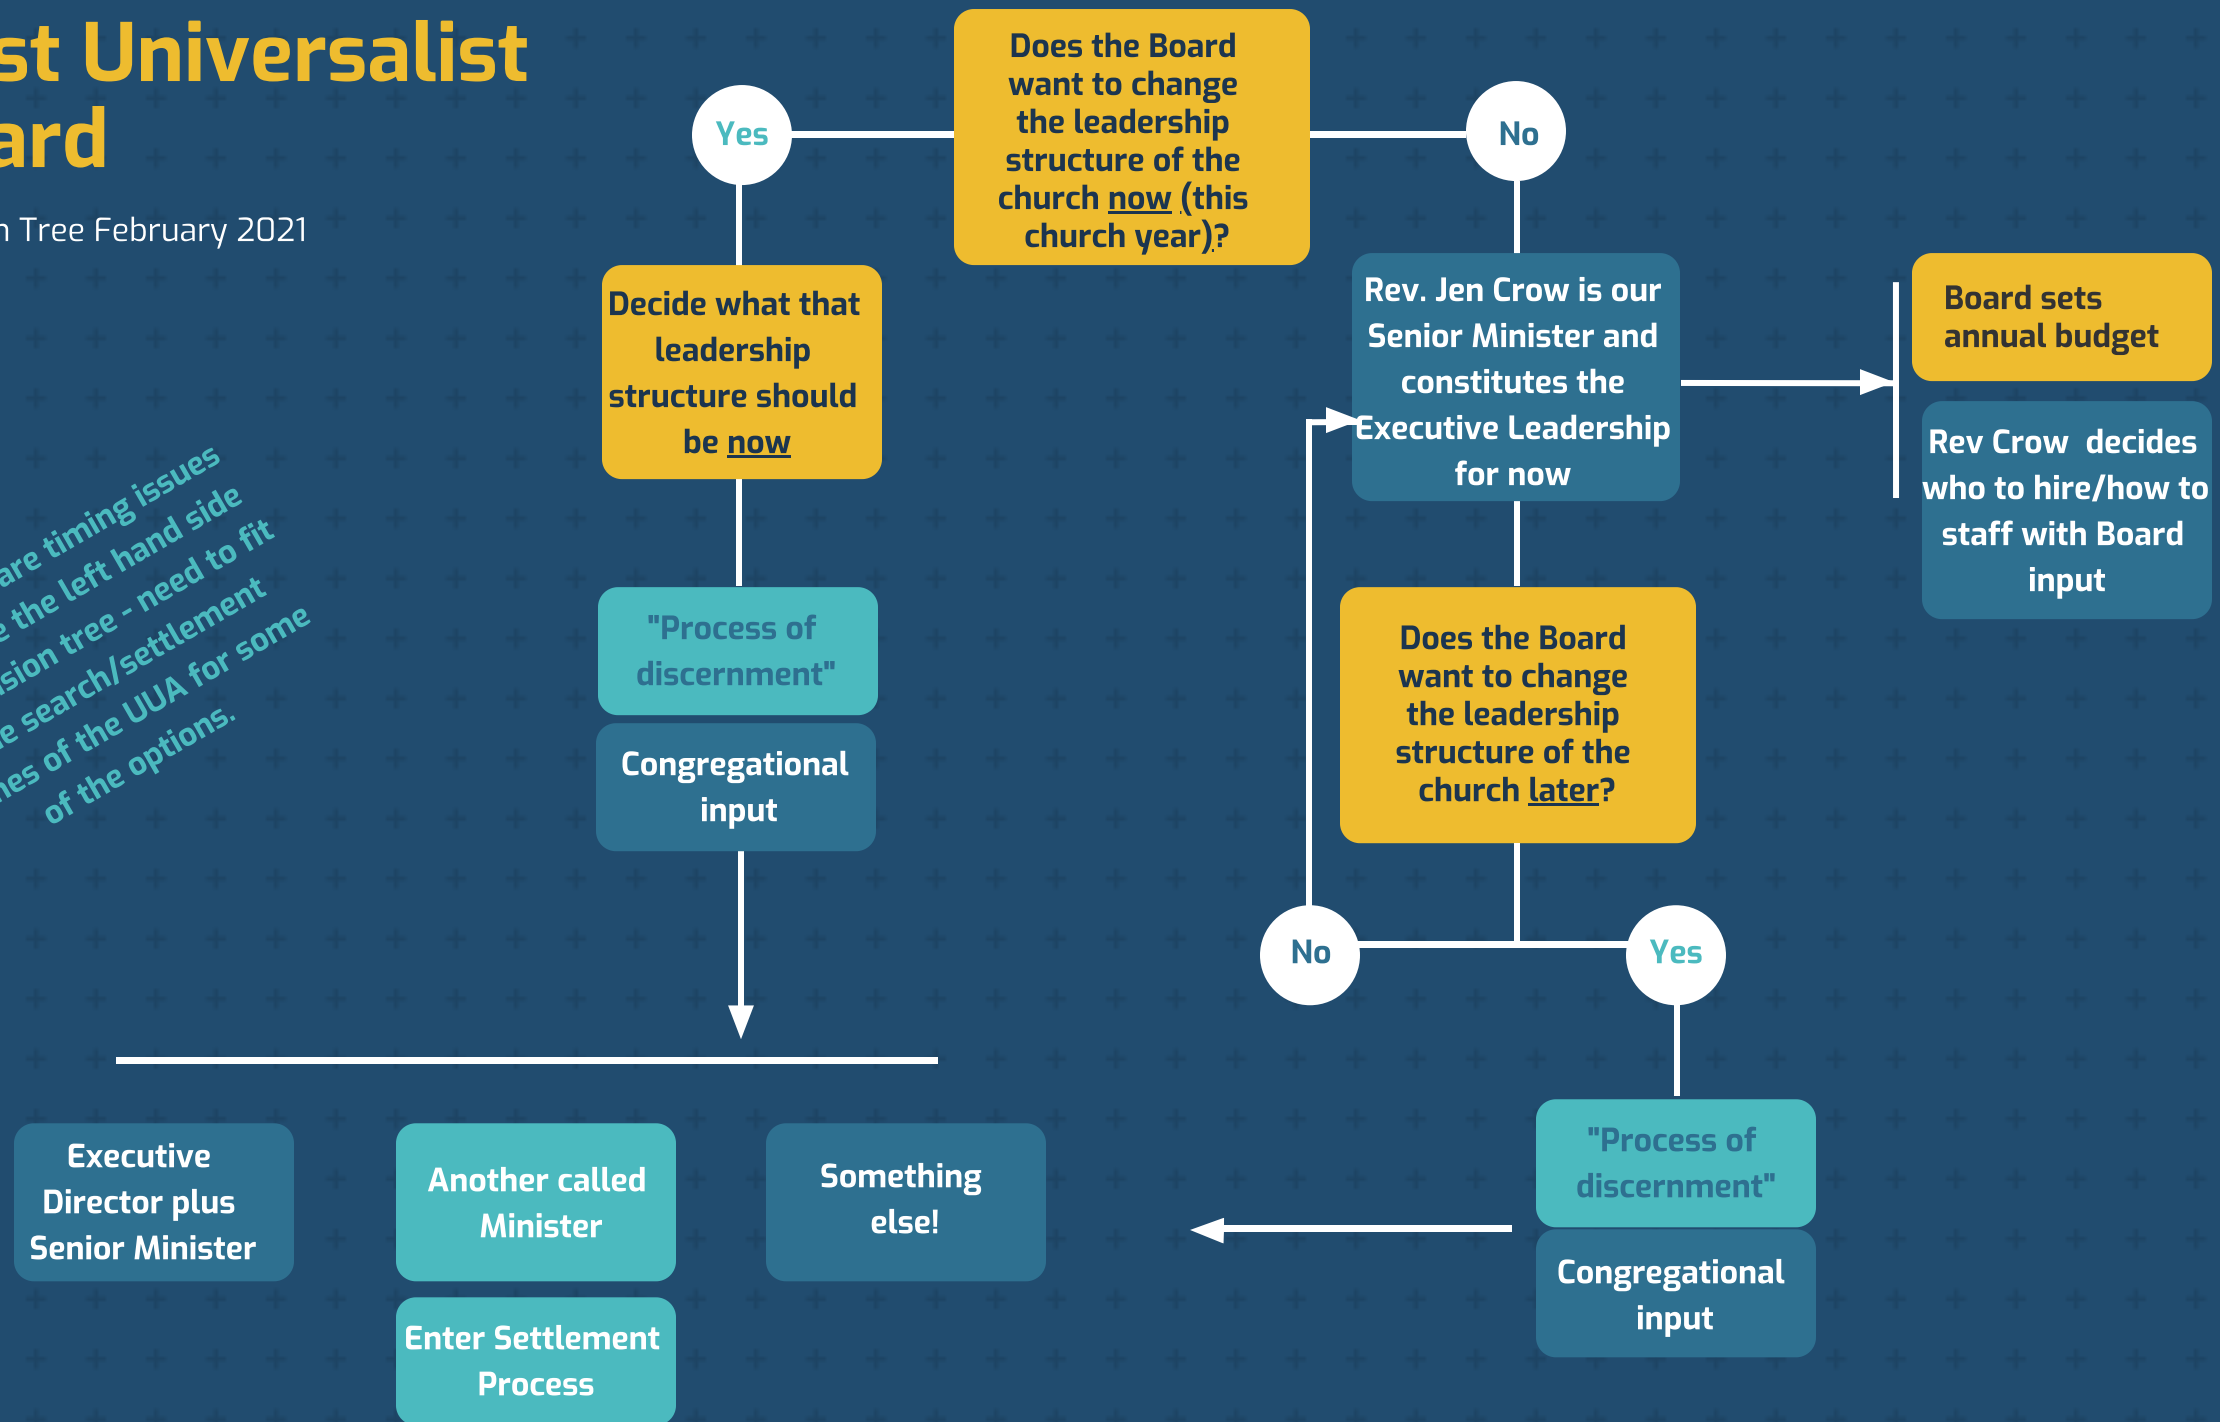 st Universalist
ard
n Tree February 2021
Does the Board
want to change
the leadership
structure of the
church now (this
church year)?
Yes
No
Decide what that
leadership
structure should
be now
Rev. Jen Crow is our
Senior Minister and
constitutes the
Executive Leadership
for now
Board sets
annual budget
Rev Crow decides
who to hire/how to
staff with Board
input
are timing issues
e the left hand side
sion tree - need to fit
e search/settlement
nes of the UUA for some
of the options.
"Process of
discernment"
Congregational
input
Does the Board
want to change
the leadership
structure of the
church later?
No
Yes
Executive
Director plus
Senior Minister
Another called
Minister
Something
else!
Enter Settlement
Process
"Process of
discernment"
Congregational
input